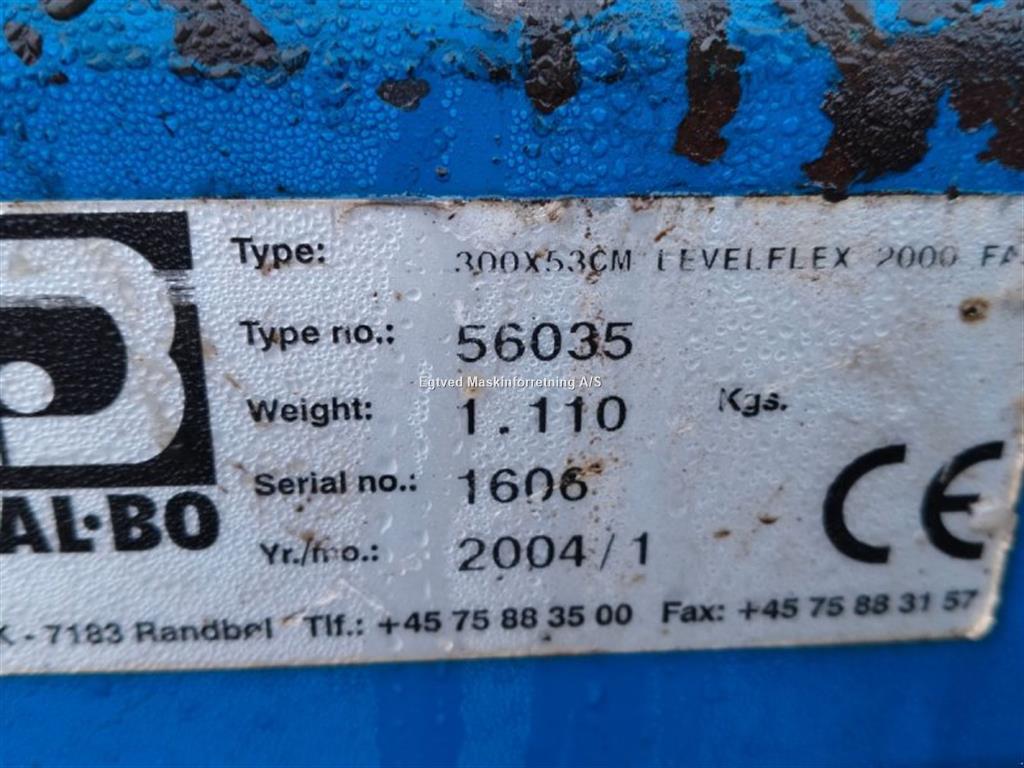 Type: 300X53CM LEVELFLEX 2000 FA
Type no.: 56035
Egtved Maskinforretning A/S
Weight: 1.110 Kgs.
Serial no.: 1606
AL·BO
Yr./mo.: 2004/1
CE
K - 7183 Randbøl Tlf.: +45 75 88 35 00 Fax: +45 75 88 31 57